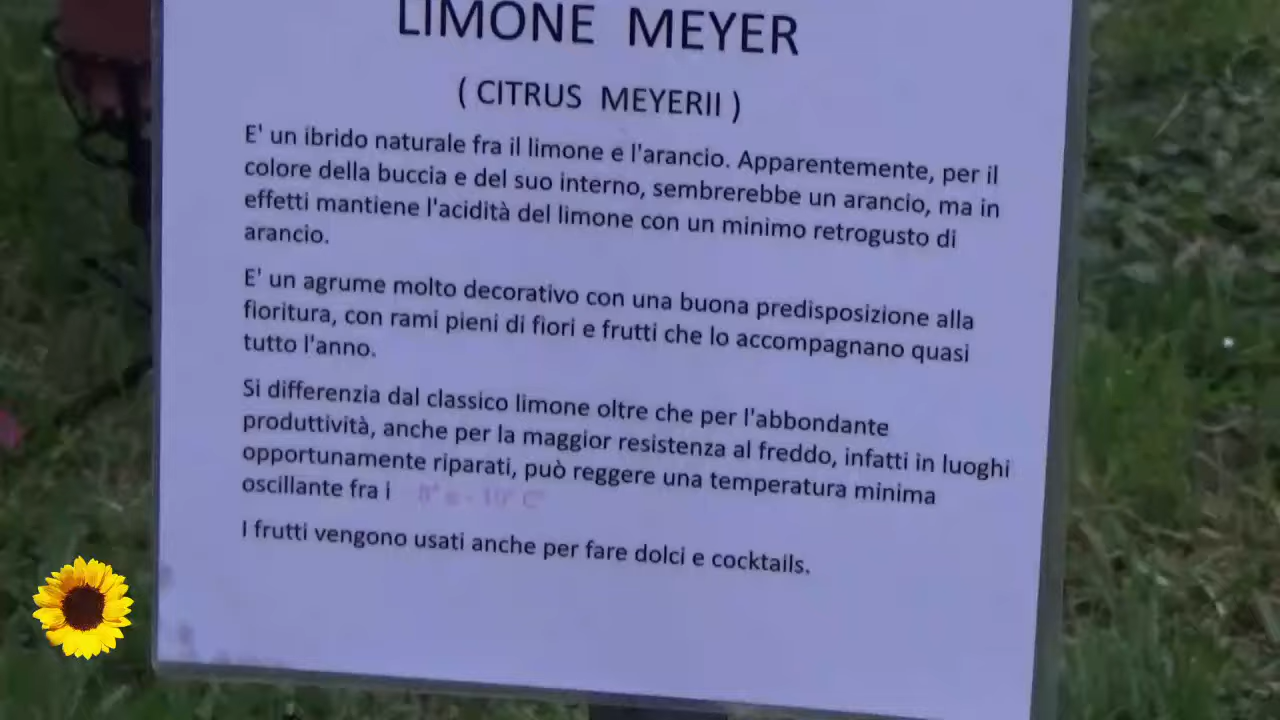 LIMONE MEYER
( CITRUS MEYERII )
E' un ibrido naturale fra il limone e l'arancio. Apparentemente, per il
colore della buccia e del suo interno, sembrerebbe un arancio, ma in
effetti mantiene l'acidità del limone con un minimo retrogusto di
arancio.
E' un agrume molto decorativo con una buona predisposizione alla
fioritura, con rami pieni di fiori e frutti che lo accompagnano quasi
tutto l'anno.
Si differenzia dal classico limone oltre che per l'abbondante
produttività, anche per la maggior resistenza al freddo, infatti in luoghi
opportunamente riparati, può reggere una temperatura minima
oscillante fra i
I frutti vengono usati anche per fare dolci e cocktails.